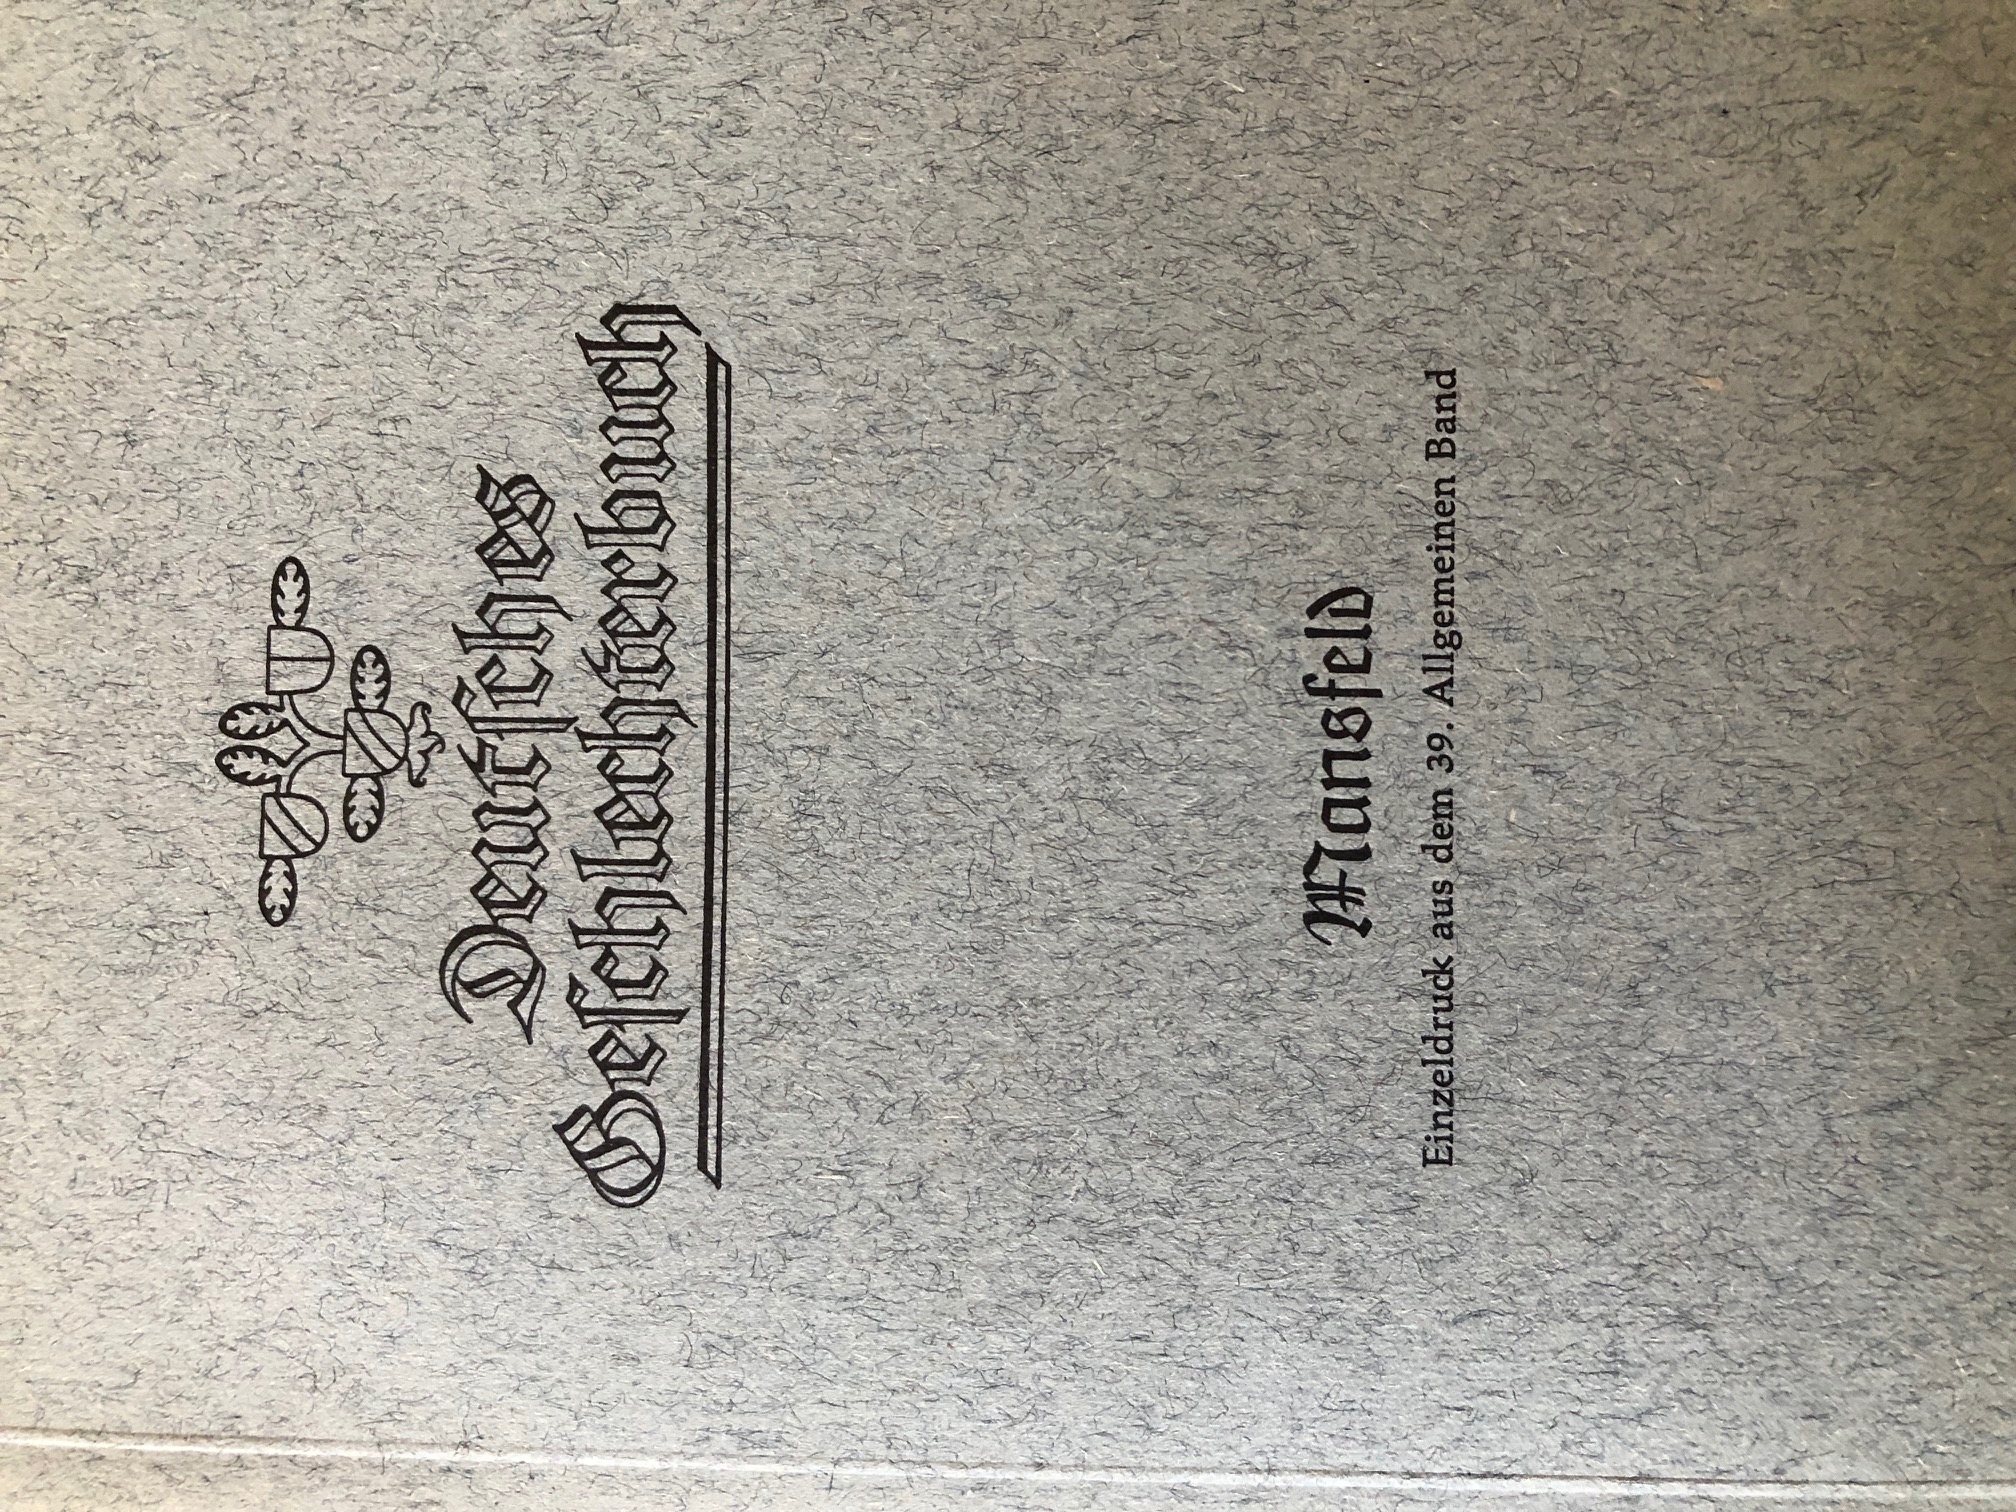 Deutſches
Geſchlechterbuch
Mansfeld
Einzeldruck aus dem 39. Allgemeinen Band